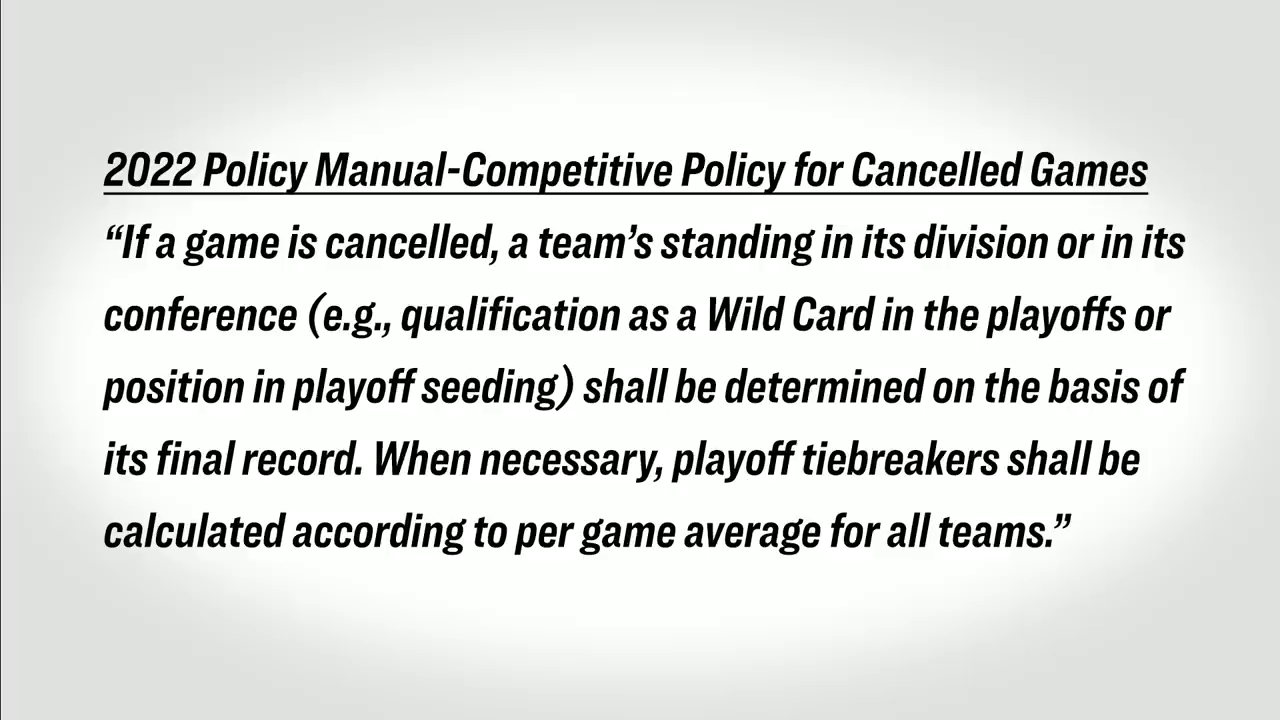 2022 Policy Manual-Competitive Policy for Cancelled Games
“If a game is cancelled, a team’s standing in its division or in its
conference (e.g., qualification as a Wild Card in the playoffs or
position in playoff seeding) shall be determined on the basis of
its final record. When necessary, playoff tiebreakers shall be
calculated according to per game average for all teams.”